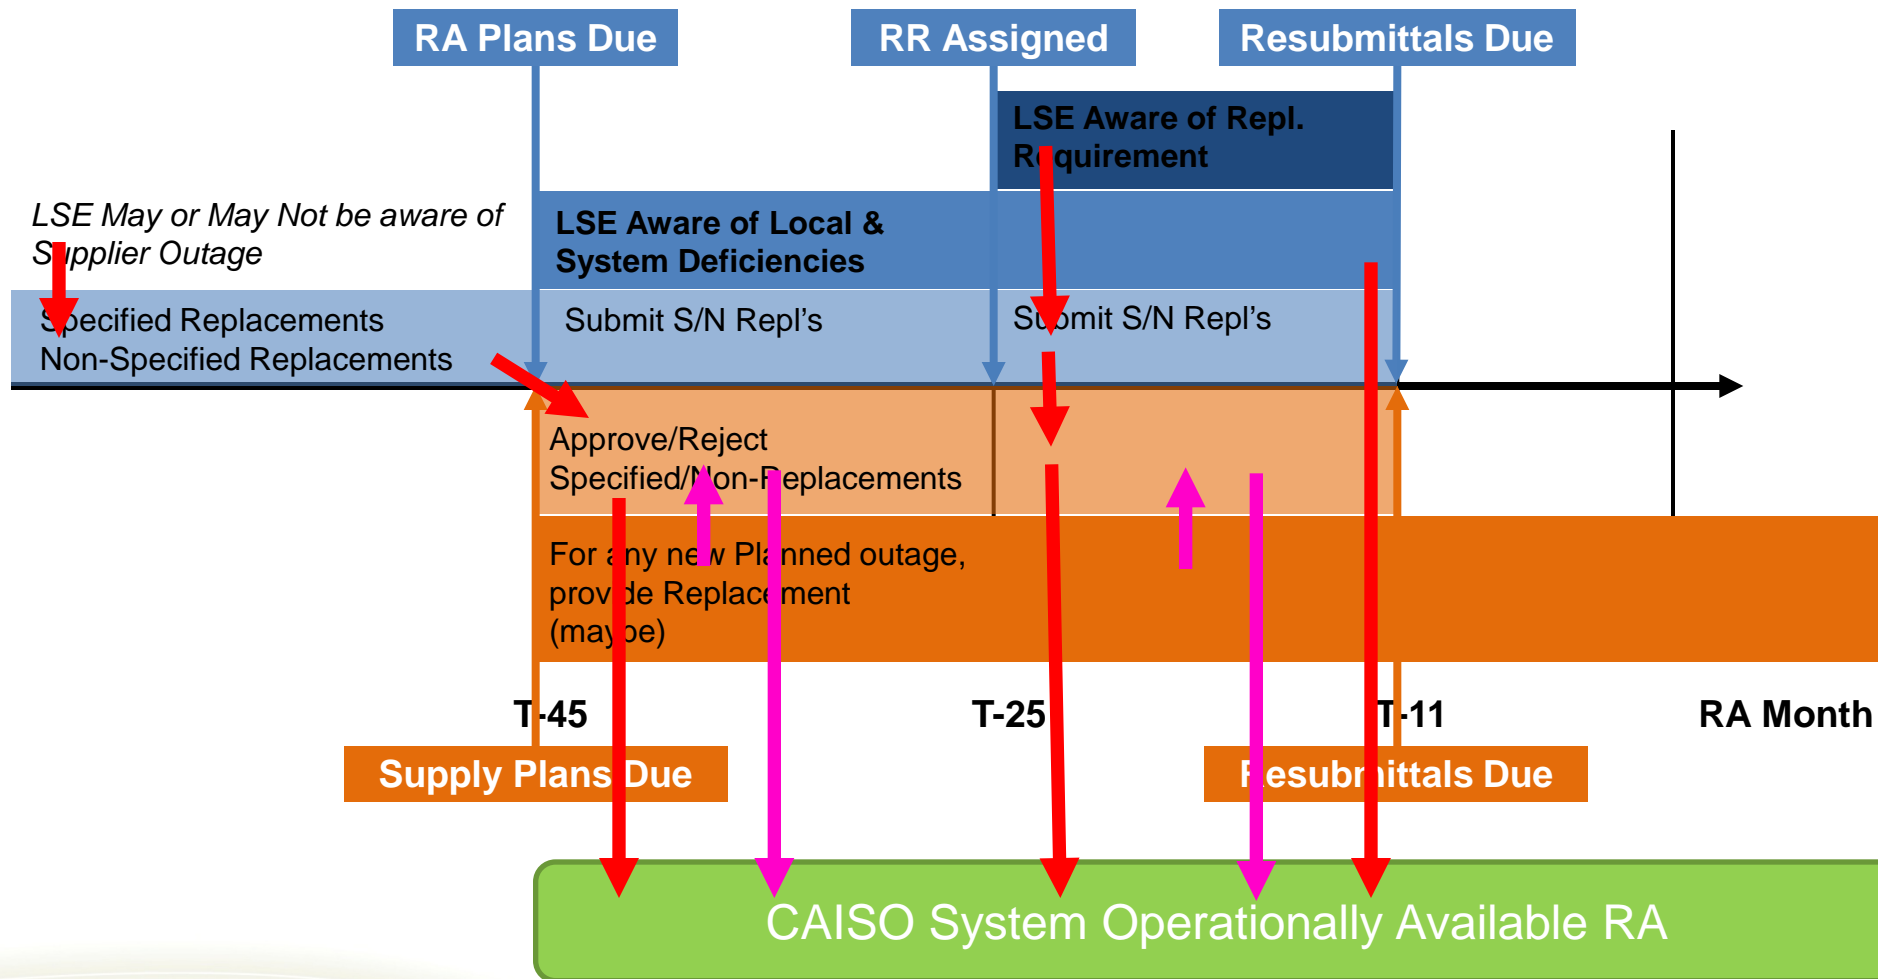 RA Plans Due
RR Assigned
Resubmittals Due
LSE Aware of Repl.
Requirement
LSE May or May Not be aware of
Supplier Outage
LSE Aware of Local &
System Deficiencies
Specified Replacements
Non-Specified Replacements
Submit S/N Repl's
Submit S/N Repl's
Approve/Reject
Specified/Non-Replacements
For any new Planned outage,
provide Replacement
(maybe)
T-45
T-25
T-11
RA Month
Supply Plans Due
Resubmittals Due
CAISO System Operationally Available RA